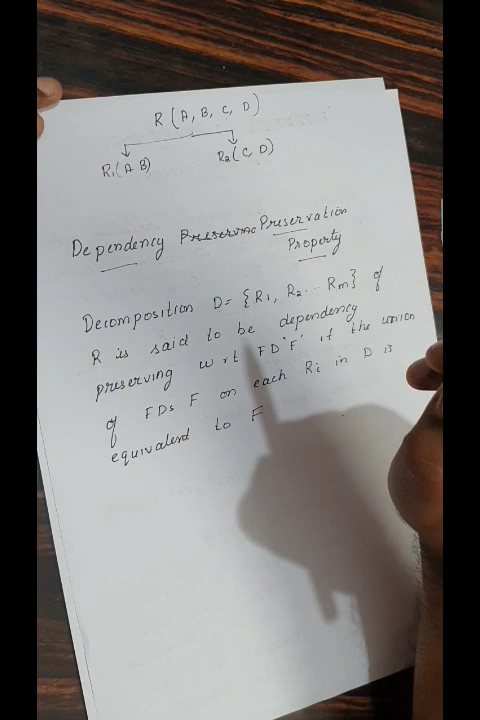 R (A, B, C, D)
R1(A B) R2(C, D)
Dependency Preserving Preservation
Property
Decomposition D= {R1, R2 .. Rm} of
R is said to be dependency
preserving wrt FD 'F' if the union
of FDs F on each Ri in D is
equivalent to F